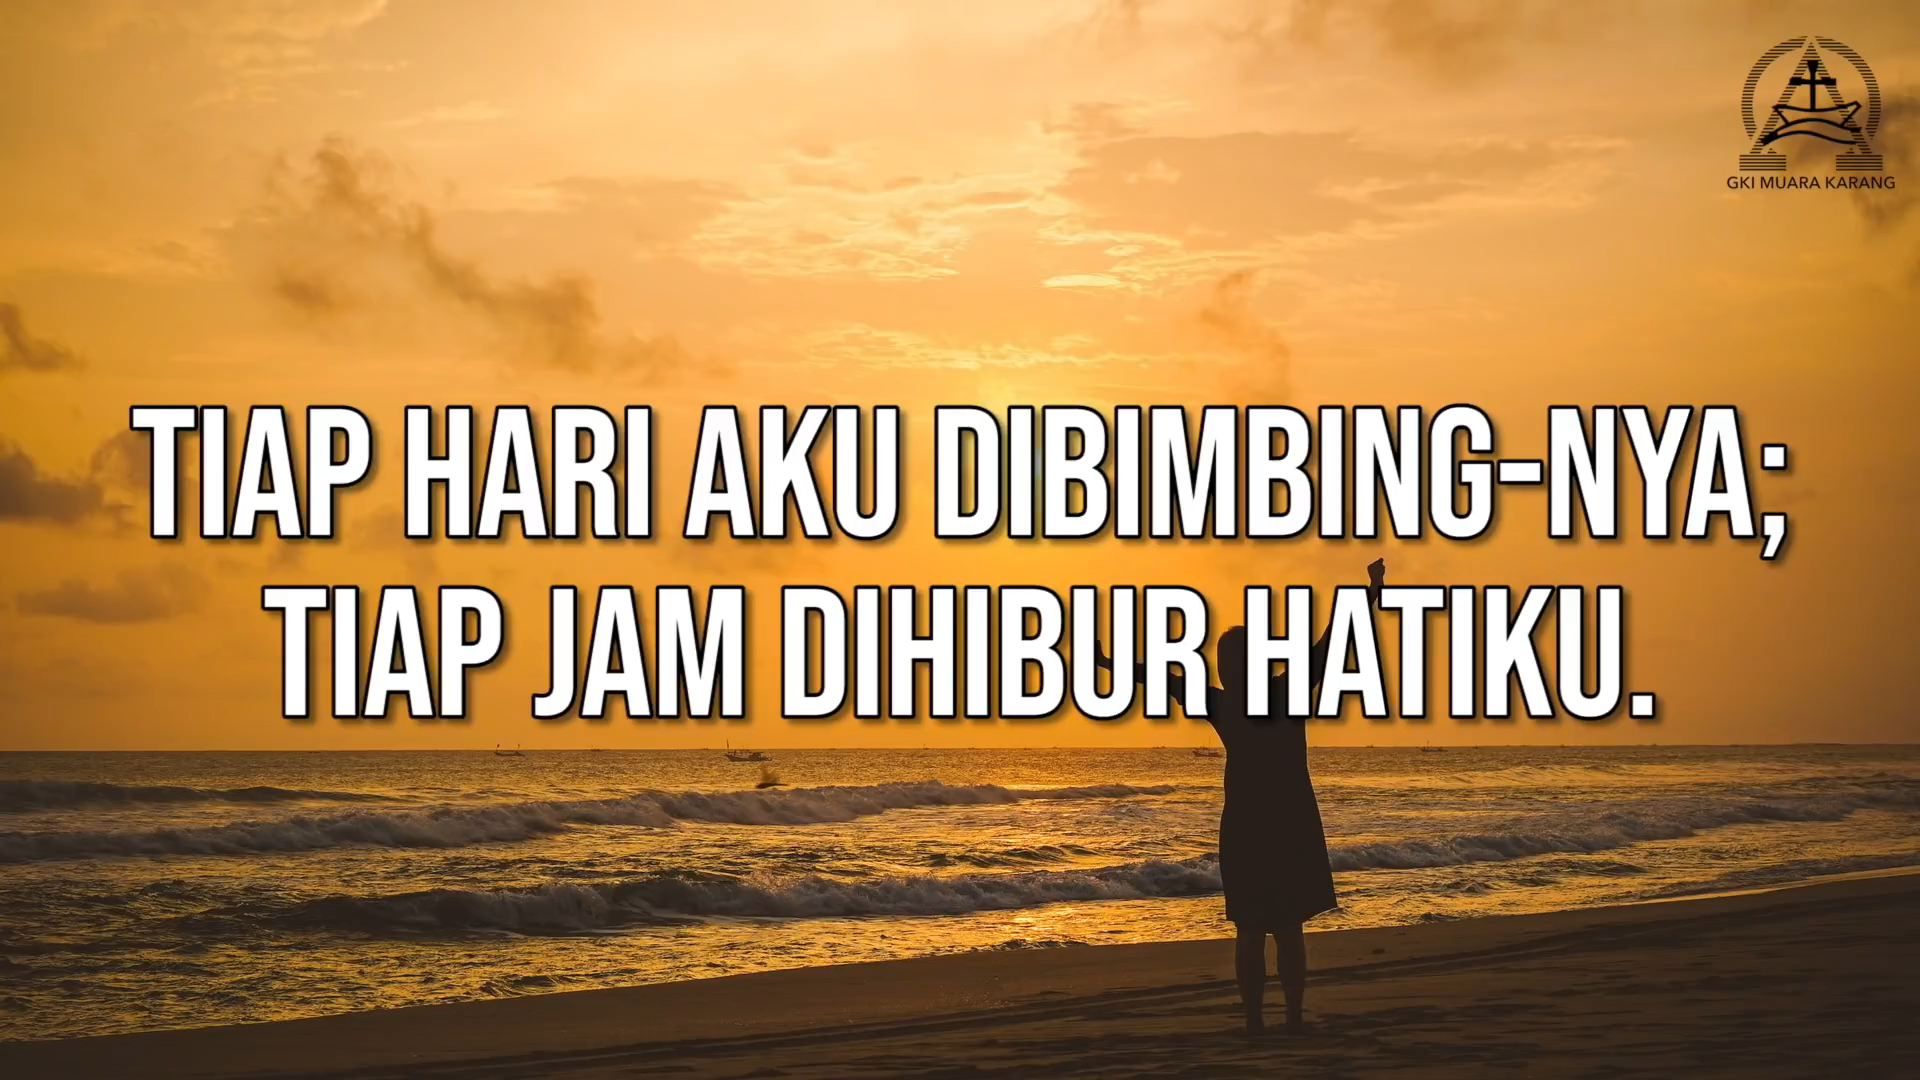 GKI MUARA KARANG
TIAP HARI AKU DIBIMBING-NYA;
TIAP JAM DIHIBUR HATIKU.